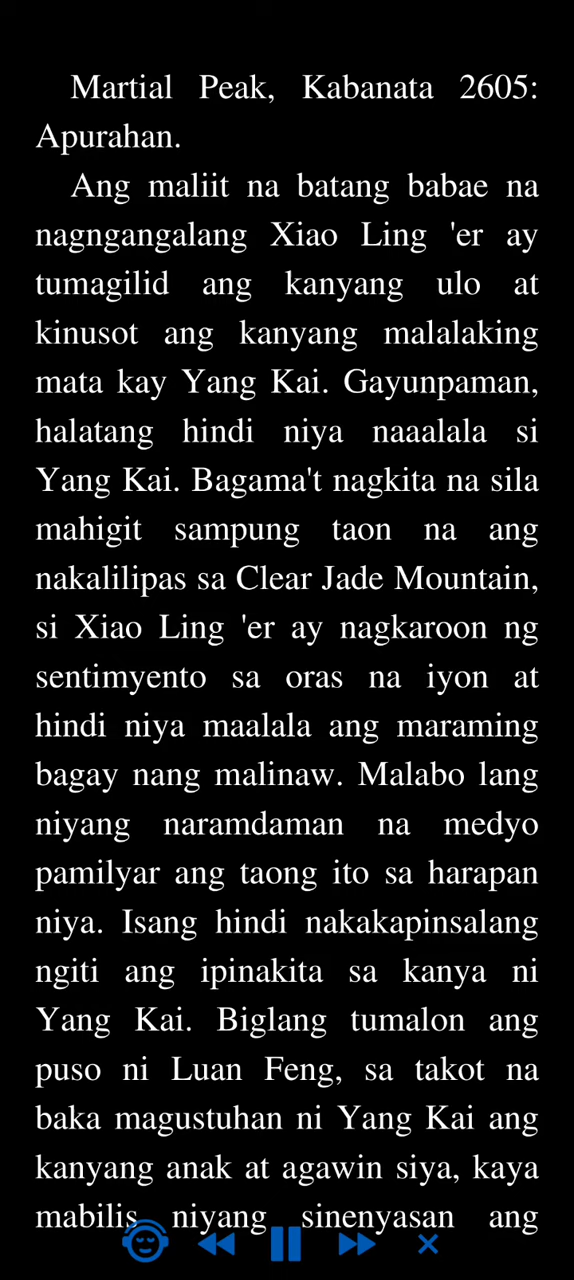 Martial Peak, Kabanata 2605:
Apurahan.
Ang maliit na batang babae na
nagngangalang Xiao Ling 'er ay
tumagilid ang kanyang ulo at
kinusot ang kanyang malalaking
mata kay Yang Kai. Gayunpaman,
halatang hindi niya naaalala si
Yang Kai. Bagama't nagkita na sila
mahigit sampung taon na ang
nakalilipas sa Clear Jade Mountain,
si Xiao Ling 'er ay nagkaroon ng
sentimyento sa oras na iyon at
hindi niya maalala ang maraming
bagay nang malinaw. Malabo lang
niyang naramdaman na medyo
pamilyar ang taong ito sa harapan
niya. Isang hindi nakakapinsalang
ngiti ang ipinakita sa kanya ni
Yang Kai. Biglang tumalon ang
puso ni Luan Feng, sa takot na
baka magustuhan ni Yang Kai ang
kanyang anak at agawin siya, kaya
mabilis niyang sinenyasan ang